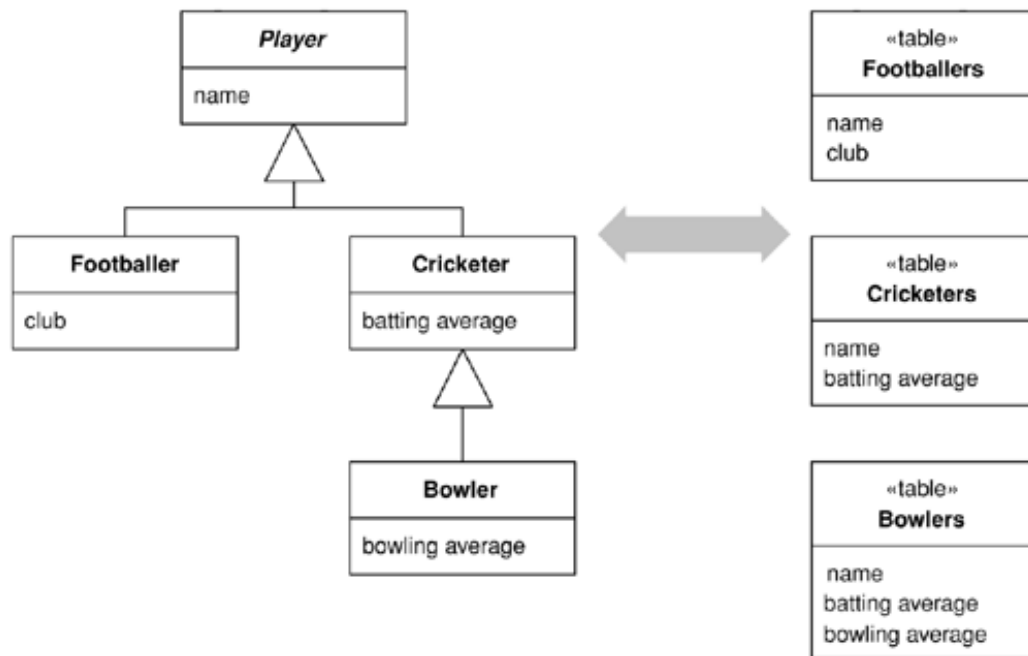 Player
name
Footballer
club
Cricketer
batting average
Bowler
bowling average
«table»
Footballers
name
club
«table»
Cricketers
name
batting average
«table»
Bowlers
name
batting average
bowling average